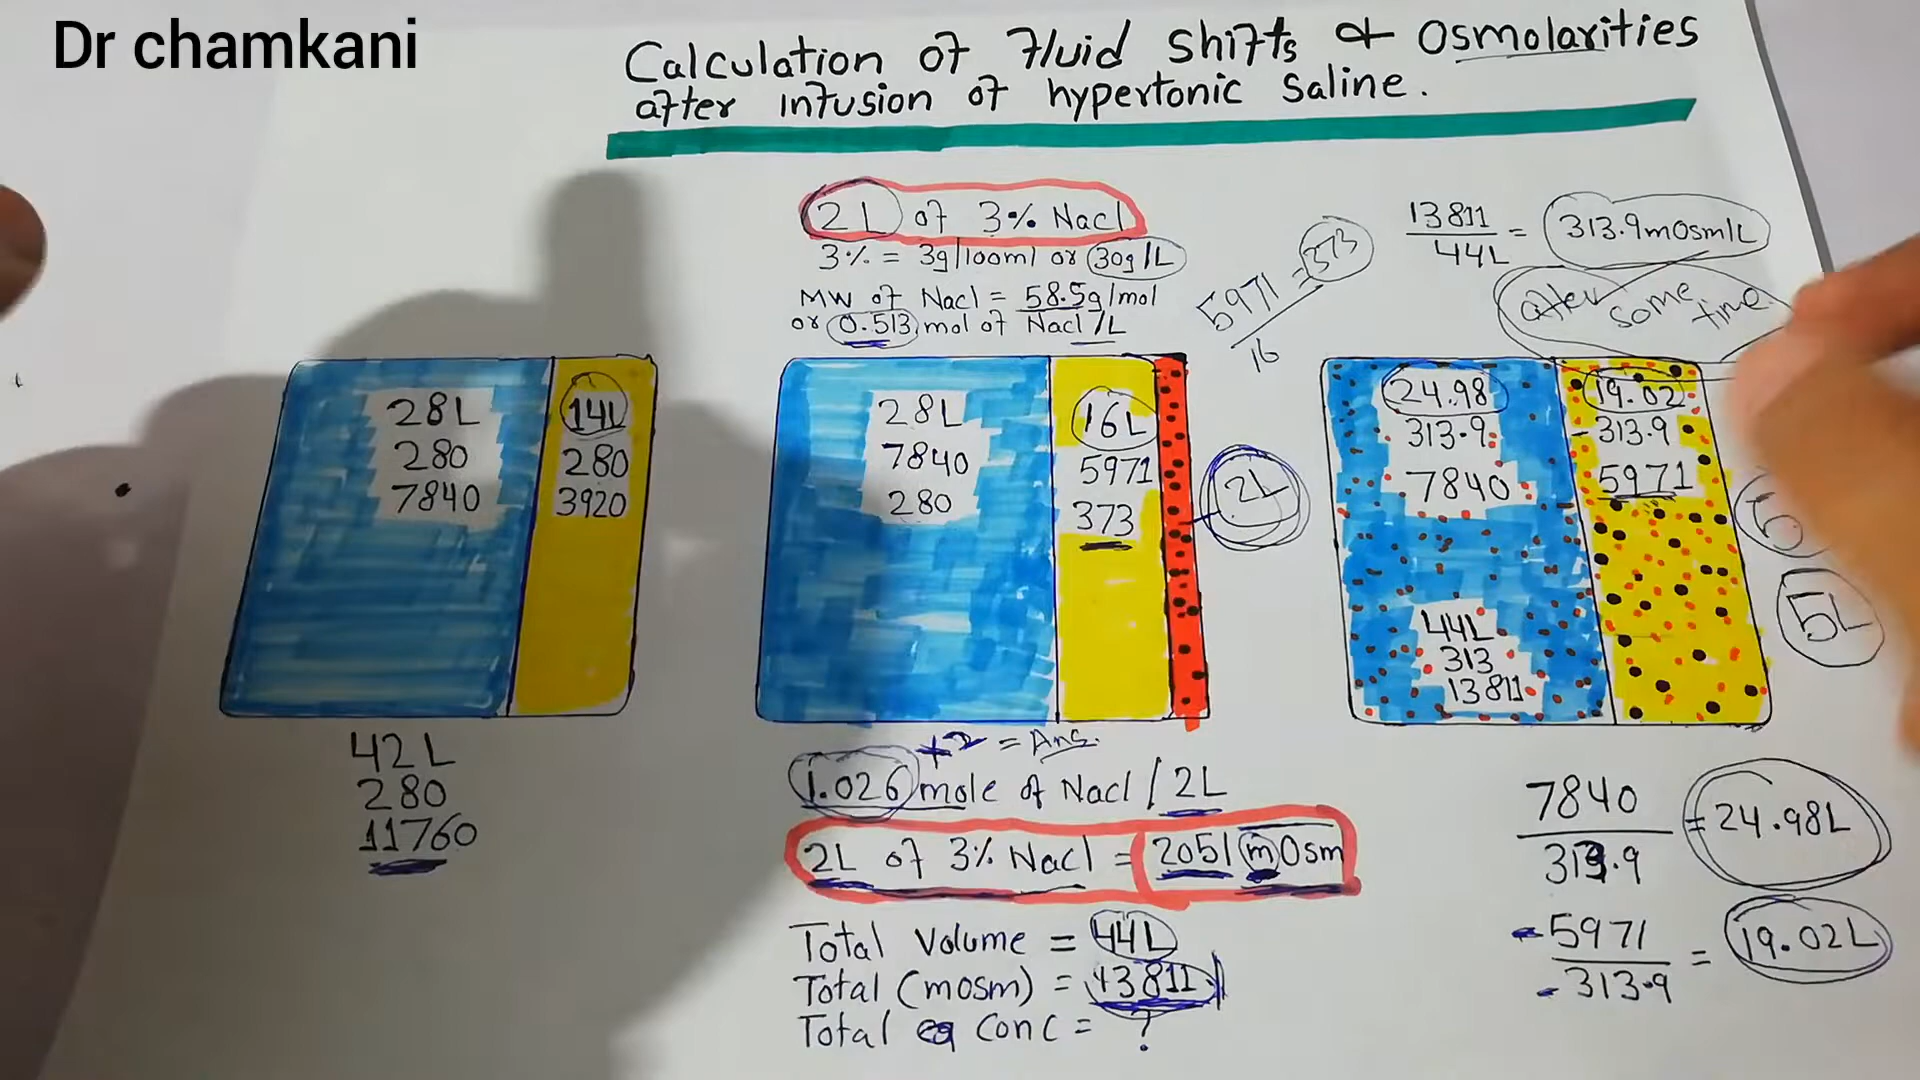 Dr chamkani
Calculation of Fluid Shifts & Osmolarities
after infusion of hypertonic saline.
2L of 3% Nacl
3% = 3g/100ml or 30g/L
MW of Nacl = 58.5g/mol
or 0.513 mol of Nacl/L
5971
16
= 373
13811
44L
= 313.9mOsm/L
after some time
28L
280
7840
14L
280
3920
42L
280
11760
28L
7840
280
16L
5971
373
2L
24.98
313.9
7840
19.02
313.9
5971
44L
313
13811
5L
+2 = Ans.
1.026 mole of Nacl / 2L
2L of 3% Nacl = 2051 mOsm
Total Volume = 44L
Total (mosm) = 13811
Total Conc = ?
7840
313.9
= 24.98L
5971
313.9
= 19.02L